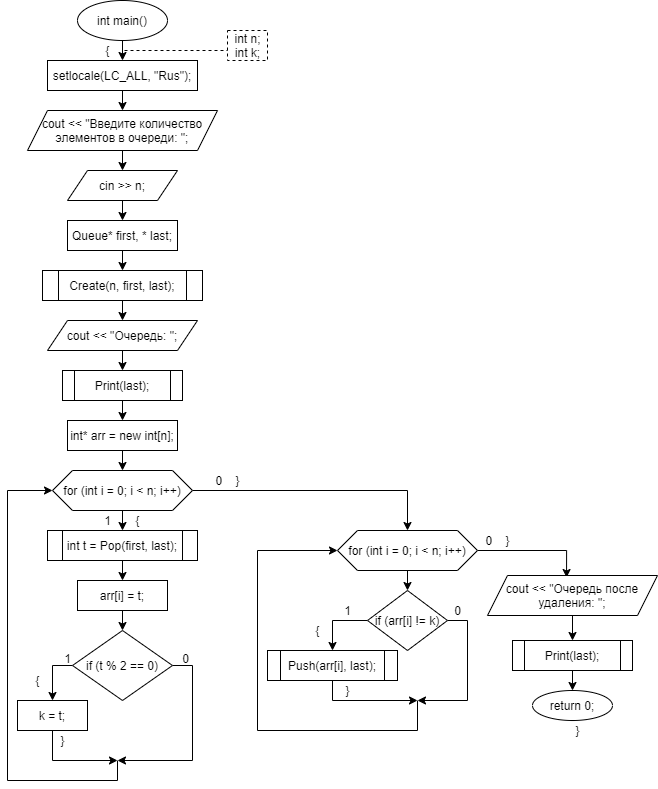 int main()
{
int n;
int k;
setlocale(LC_ALL, "Rus");
cout << "Введите количество
элементов в очереди: ";
cin >> n;
Queue* first, * last;
Create(n, first, last);
cout << "Очередь: ";
Print(last);
int* arr = new int[n];
for (int i = 0; i < n; i++)
0 }
1 {
int t = Pop(first, last);
arr[i] = t;
if (t % 2 == 0)
1
0
{
k = t;
}
for (int i = 0; i < n; i++)
0 }
if (arr[i] != k)
1
0
{
Push(arr[i], last);
}
cout << "Очередь после
удаления: ";
Print(last);
return 0;
}